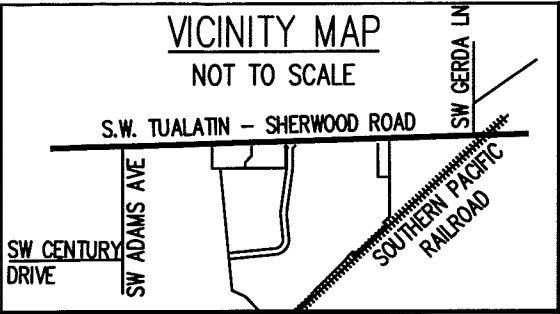 VICINITY MAP
NOT TO SCALE
SW GERDA LN
S.W. TUALATIN - SHERWOOD ROAD
SW ADAMS AVE
SW CENTURY
DRIVE
SOUTHERN PACIFIC
RAILROAD